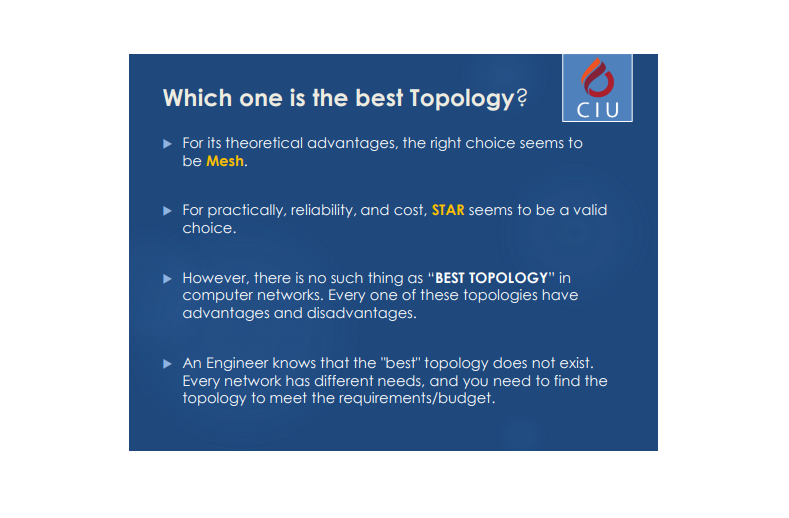 Which one is the best Topology?
CIU
▶ For its theoretical advantages, the right choice seems to
be Mesh.
▶ For practically, reliability, and cost, STAR seems to be a valid
choice.
▶ However, there is no such thing as “BEST TOPOLOGY” in
computer networks. Every one of these topologies have
advantages and disadvantages.
▶ An Engineer knows that the "best" topology does not exist.
Every network has different needs, and you need to find the
topology to meet the requirements/budget.